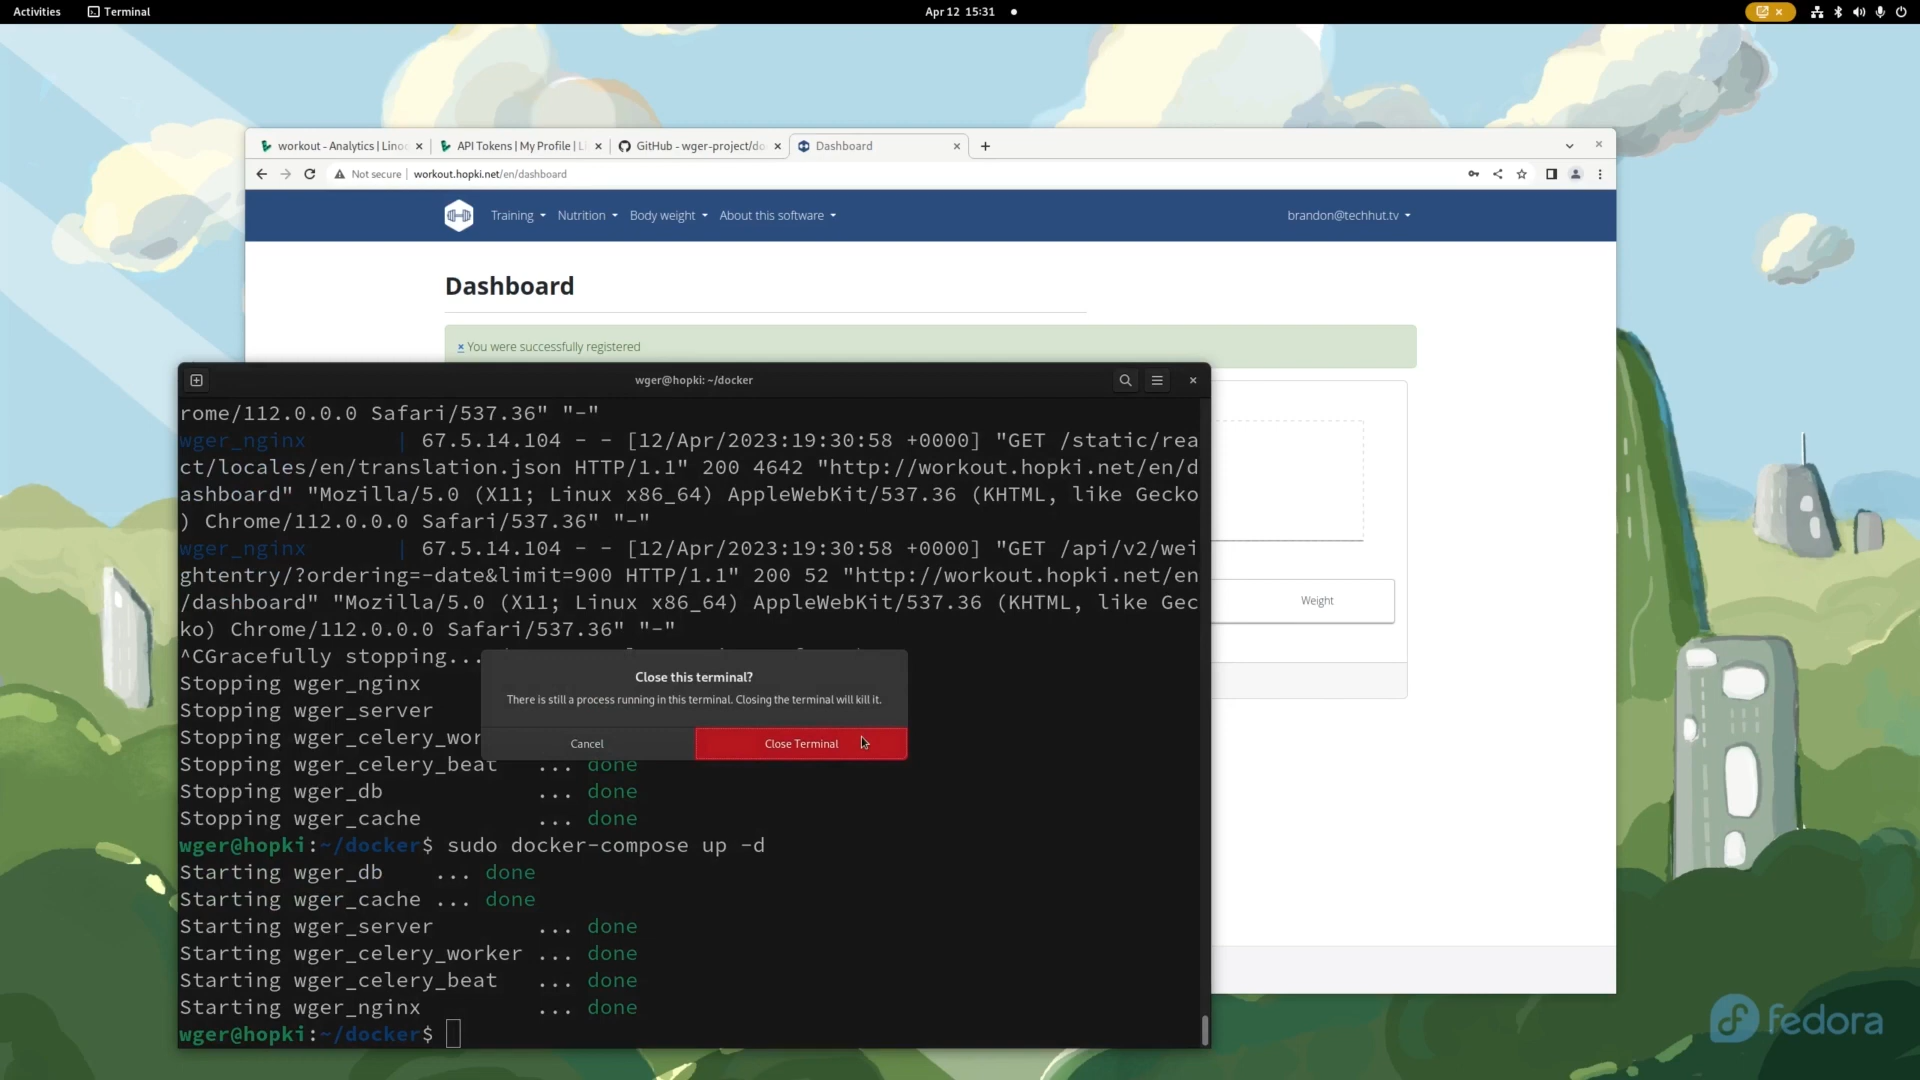 Activities
Terminal
Apr 12 15:31
workout - Analytics | Lino
API Tokens | My Profile | L
GitHub - wger-project/do
Dashboard
Not secure
workout.hopki.net/en/dashboard
Training
Nutrition
Body weight
About this software
brandon@techhut.tv
Dashboard
× You were successfully registered
Weight
wger@hopki: ~/docker
rome/112.0.0.0 Safari/537.36" "-"
wger_nginx | 67.5.14.104 - - [12/Apr/2023:19:30:58 +0000] "GET /static/rea
ct/locales/en/translation.json HTTP/1.1" 200 4642 "http://workout.hopki.net/en/d
ashboard" "Mozilla/5.0 (X11; Linux x86_64) AppleWebKit/537.36 (KHTML, like Gecko
) Chrome/112.0.0.0 Safari/537.36" "-"
wger_nginx | 67.5.14.104 - - [12/Apr/2023:19:30:58 +0000] "GET /api/v2/wei
ghtentry/?ordering=-date&limit=900 HTTP/1.1" 200 52 "http://workout.hopki.net/en
/dashboard" "Mozilla/5.0 (X11; Linux x86_64) AppleWebKit/537.36 (KHTML, like Gec
ko) Chrome/112.0.0.0 Safari/537.36" "-"
^CGracefully stopping...
Stopping wger_nginx
Stopping wger_server
Stopping wger_celery_wor
Stopping wger_celery_beat ... done
Stopping wger_db ... done
Stopping wger_cache ... done
wger@hopki:~/docker$ sudo docker-compose up -d
Starting wger_db ... done
Starting wger_cache ... done
Starting wger_server ... done
Starting wger_celery_worker ... done
Starting wger_celery_beat ... done
Starting wger_nginx ... done
wger@hopki:~/docker$
Close this terminal?
There is still a process running in this terminal. Closing the terminal will kill it.
Cancel
Close Terminal
fedora